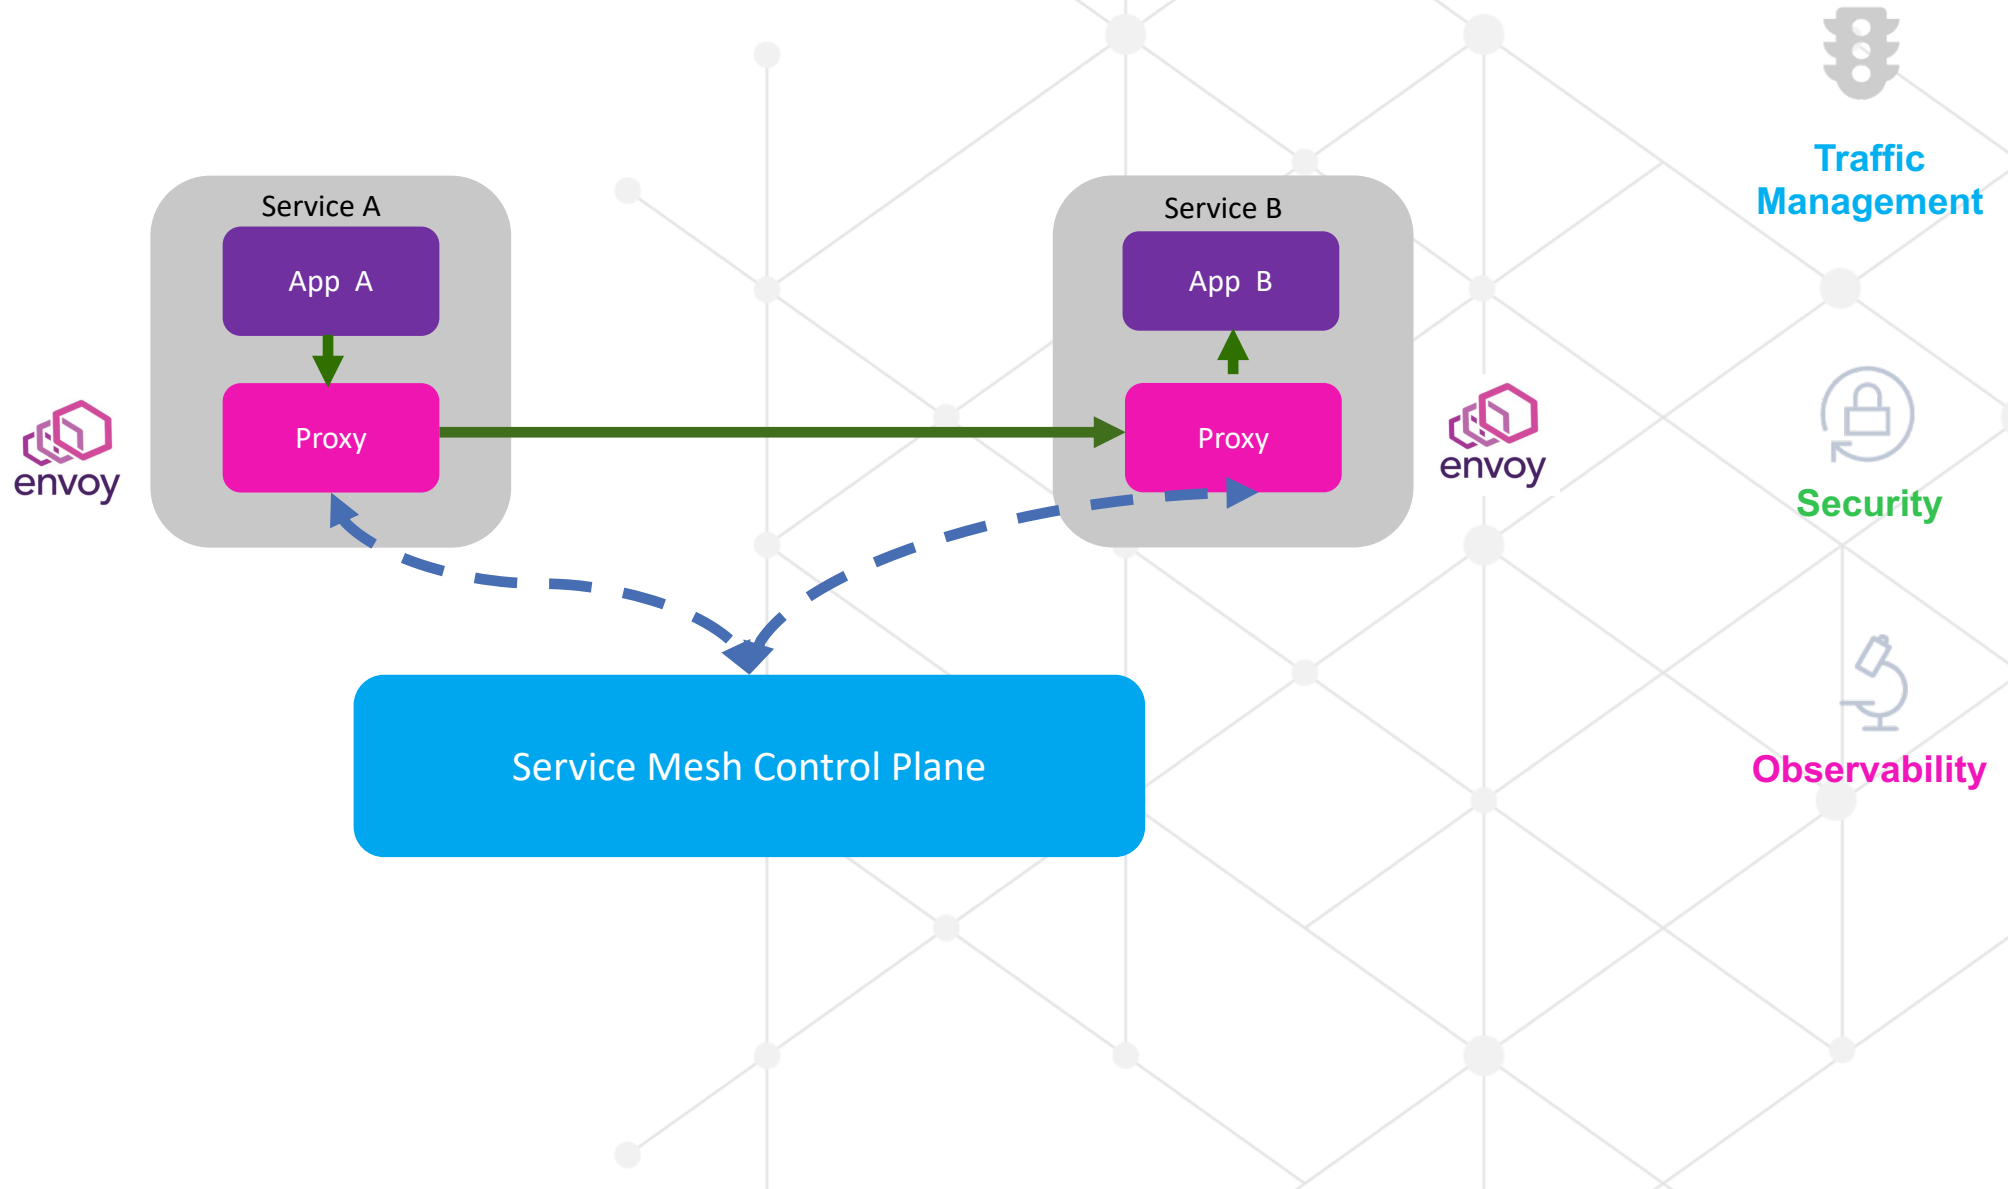 Traffic
Management
Service A
Service B
App A
App B
Proxy
Proxy
envoy
envoy
Security
Service Mesh Control Plane
Observability